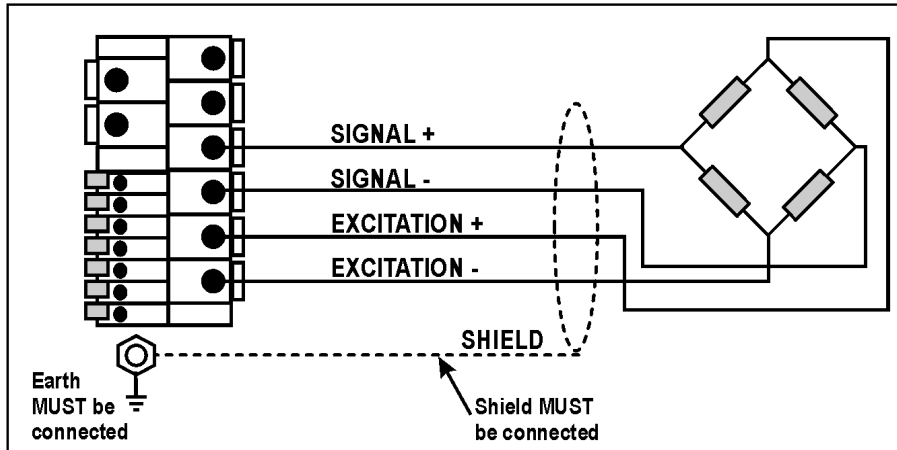 SIGNAL +
SIGNAL -
EXCITATION +
EXCITATION -
SHIELD
Earth
MUST be
connected
Shield MUST
be connected